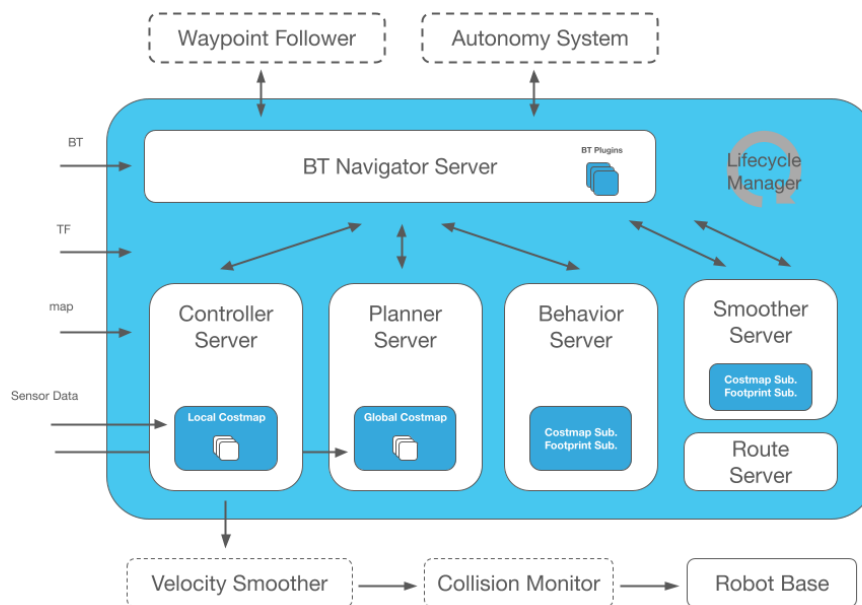 Waypoint Follower
Autonomy System
BT
BT Navigator Server
BT Plugins
Lifecycle
Manager
TF
map
Controller
Server
Planner
Server
Behavior
Server
Smoother
Server
Sensor Data
Local Costmap
Global Costmap
Costmap Sub.
Footprint Sub.
Costmap Sub.
Footprint Sub.
Route
Server
Velocity Smoother
Collision Monitor
Robot Base